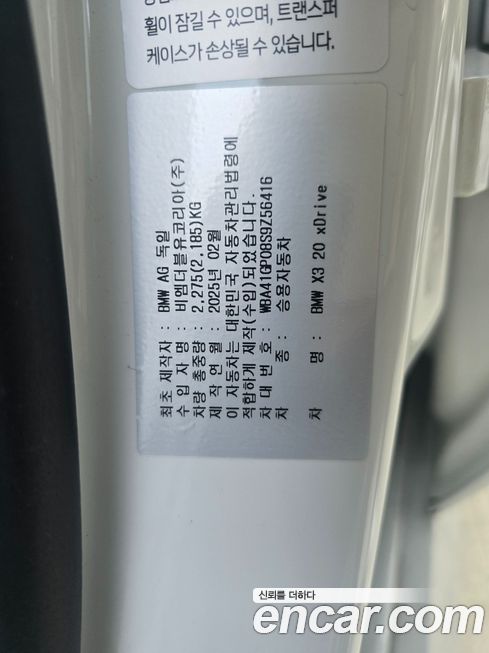 휠이 잠길 수 있으며, 트랜스퍼
케이스가 손상될 수 있습니다.
최초 제작자 : BMW AG 독일
수 입 자 명 : 비엠더블유코리아(주)
차량 총중량 : 2,275(2,185)KG
제 작 연 월 : 2025년 02월
이 자동차는 대한민국 자동차관리법령에
적합하게 제작(수입)되었습니다.
차 대 번 호 : WBA41GP08S9Z56416
차 종 : 승용자동차
차 명 : BMW X3 20 xDrive
신뢰를 더하다
encar.com